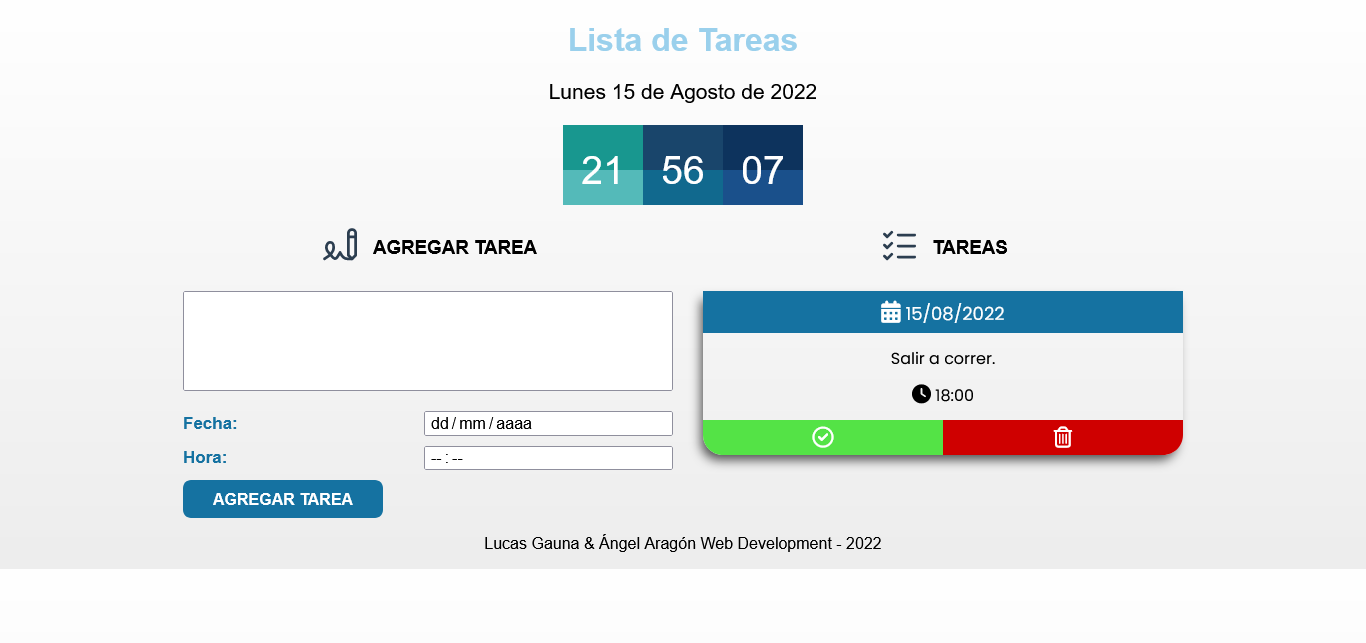 Lista de Tareas
Lunes 15 de Agosto de 2022
21 56 07
AGREGAR TAREA
Fecha:
dd/mm/aaaa
Hora:
--:--
AGREGAR TAREA
TAREAS
15/08/2022
Salir a correr.
18:00
Lucas Gauna & Ángel Aragón Web Development - 2022